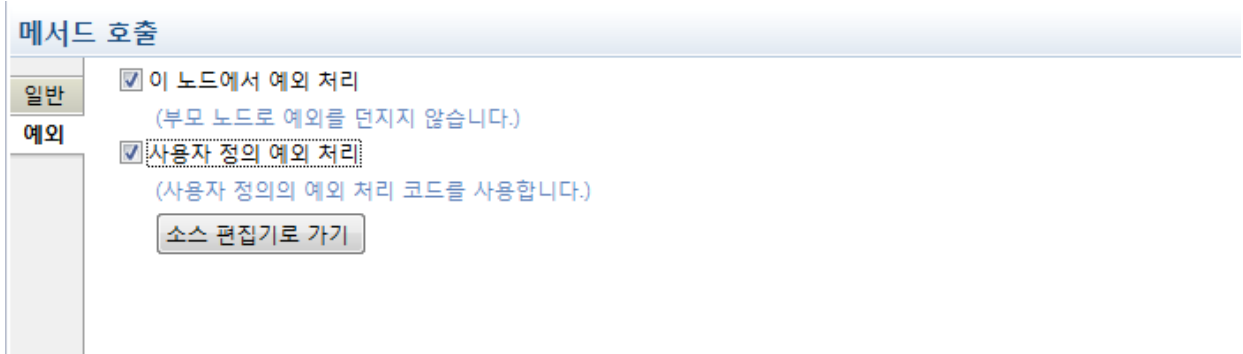 메서드 호출
일반
예외
이 노드에서 예외 처리
(부모 노드로 예외를 던지지 않습니다.)
사용자 정의 예외 처리
(사용자 정의의 예외 처리 코드를 사용합니다.)
소스 편집기로 가기